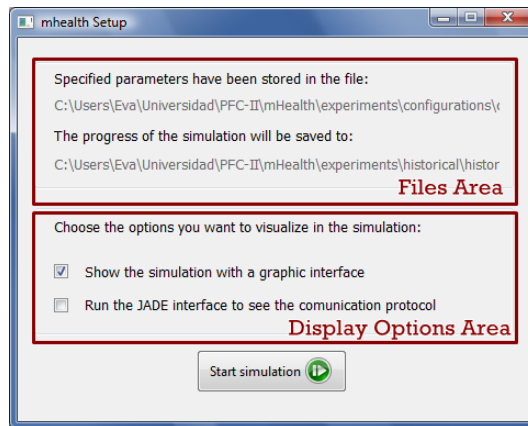 mhealth Setup
Specified parameters have been stored in the file:
C:\Users\Eva\Universidad\PFC-II\mHealth\experiments\configurations\c
The progress of the simulation will be saved to:
C:\Users\Eva\Universidad\PFC-II\mHealth\experiments\historical\histor
Files Area
Choose the options you want to visualize in the simulation:
Show the simulation with a graphic interface
Run the JADE interface to see the comunication protocol
Display Options Area
Start simulation